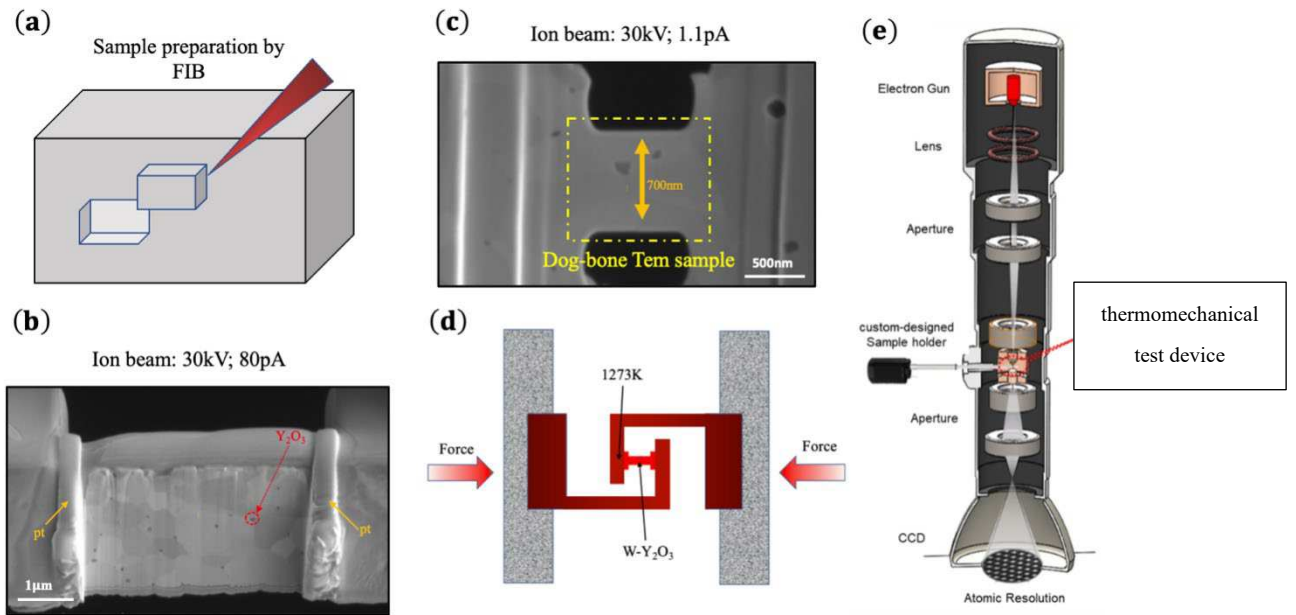 (a)
Sample preparation by
FIB
(b)
Ion beam: 30kV; 80pA
Y₂O₃
pt
pt
1μm
(c)
Ion beam: 30kV; 1.1pA
700nm
Dog-bone Tem sample
500nm
(d)
1273K
Force
Force
W-Y₂O₃
(e)
Electron Gun
Lens
Aperture
custom-designed
Sample holder
thermomechanical
test device
Aperture
CCD
Atomic Resolution